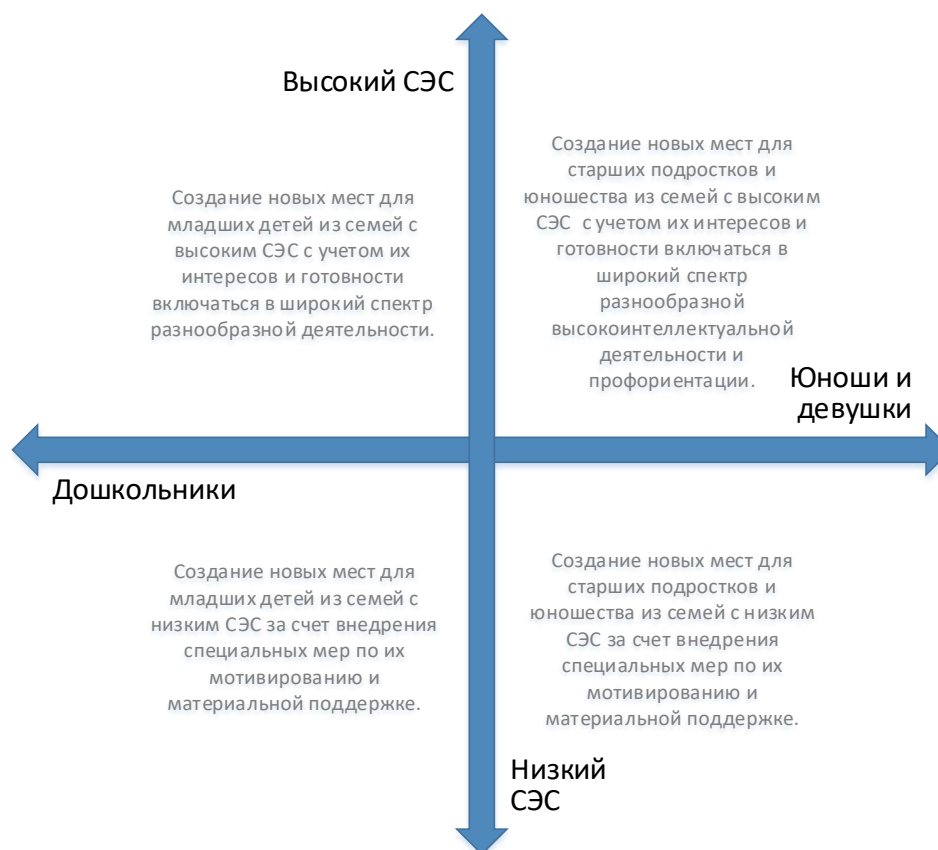 Высокий СЭС
Создание новых мест для
младших детей из семей с
высоким СЭС с учетом их
интересов и готовности
включаться в широкий спектр
разнообразной деятельности.
Создание новых мест для
старших подростков и
юношества из семей с высоким
СЭС с учетом их интересов и
готовности включаться в
широкий спектр
разнообразной
высокоинтеллектуальной
деятельности и
профориентации.
Юноши и
девушки
Дошкольники
Создание новых мест для
младших детей из семей с
низким СЭС за счет внедрения
специальных мер по их
мотивированию и
материальной поддержке.
Создание новых мест для
старших подростков и
юношества из семей с низким
СЭС за счет внедрения
специальных мер по их
мотивированию и
материальной поддержке.
Низкий
СЭС